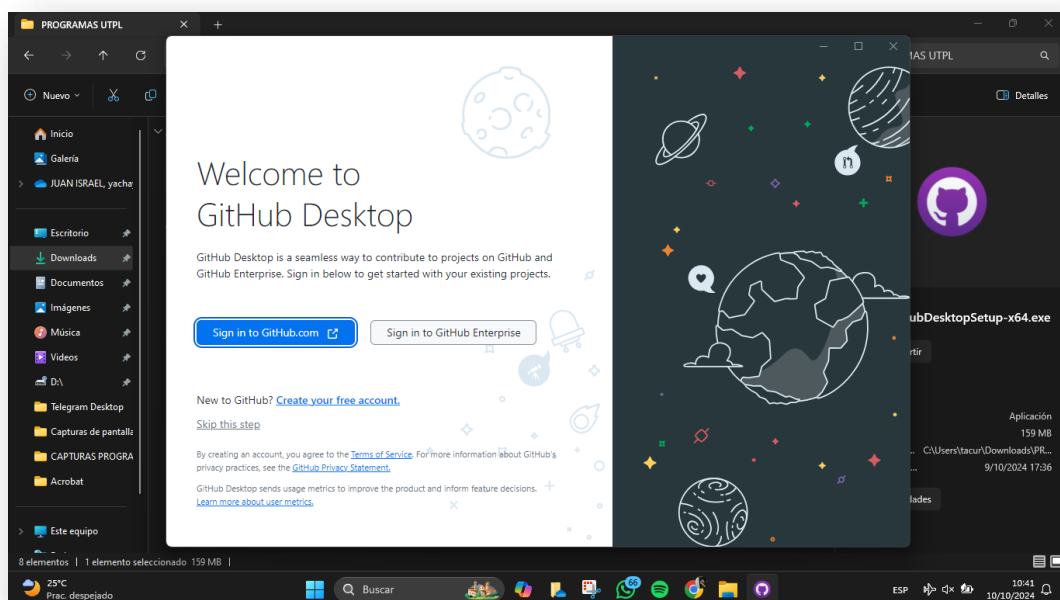 PROGRAMAS UTPL
AS UTPL
Nuevo
Detalles
Inicio
Galería
JUAN ISRAEL, yachay
Escritorio
Downloads
Documentos
Imágenes
Música
Videos
D:\
Telegram Desktop
Capturas de pantalla
CAPTURAS PROGRA
Acrobat
Este equipo
Welcome to
GitHub Desktop
GitHub Desktop is a seamless way to contribute to projects on GitHub and
GitHub Enterprise. Sign in below to get started with your existing projects.
Sign in to GitHub.com
Sign in to GitHub Enterprise
New to GitHub? Create your free account.
Skip this step
By creating an account, you agree to the Terms of Service. For more information about GitHub's
privacy practices, see the GitHub Privacy Statement.
GitHub Desktop sends usage metrics to improve the product and inform feature decisions.
Learn more about user metrics.
ubDesktopSetup-x64.exe
rtir
Aplicación
159 MB
... C:\Users\tacur\Downloads\PR...
... 9/10/2024 17:36
dades
8 elementos | 1 elemento seleccionado 159 MB |
25°C
Prac. despejado
Buscar
66
ESP
10:41
10/10/2024